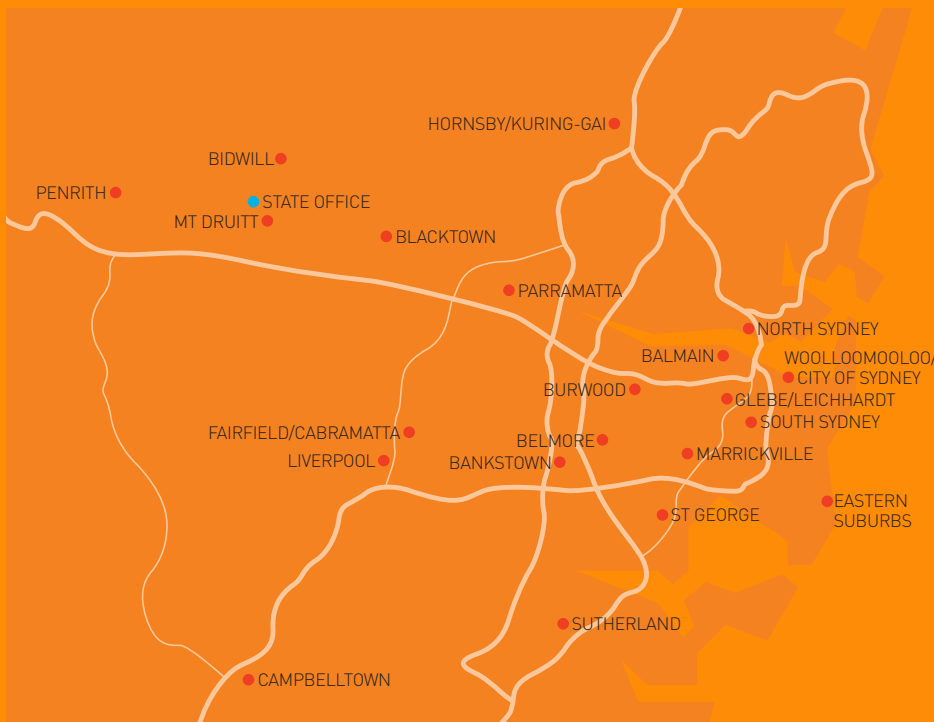 HORNSBY/KURING-GAI
BIDWILL
PENRITH
STATE OFFICE
MT DRUITT
BLACKTOWN
PARRAMATTA
NORTH SYDNEY
BALMAIN
WOOLLOOMOOLOO/
CITY OF SYDNEY
BURWOOD
GLEBE/LEICHHARDT
SOUTH SYDNEY
FAIRFIELD/CABRAMATTA
BELMORE
MARRICKVILLE
LIVERPOOL
BANKSTOWN
EASTERN
SUBURBS
ST GEORGE
SUTHERLAND
CAMPBELLTOWN